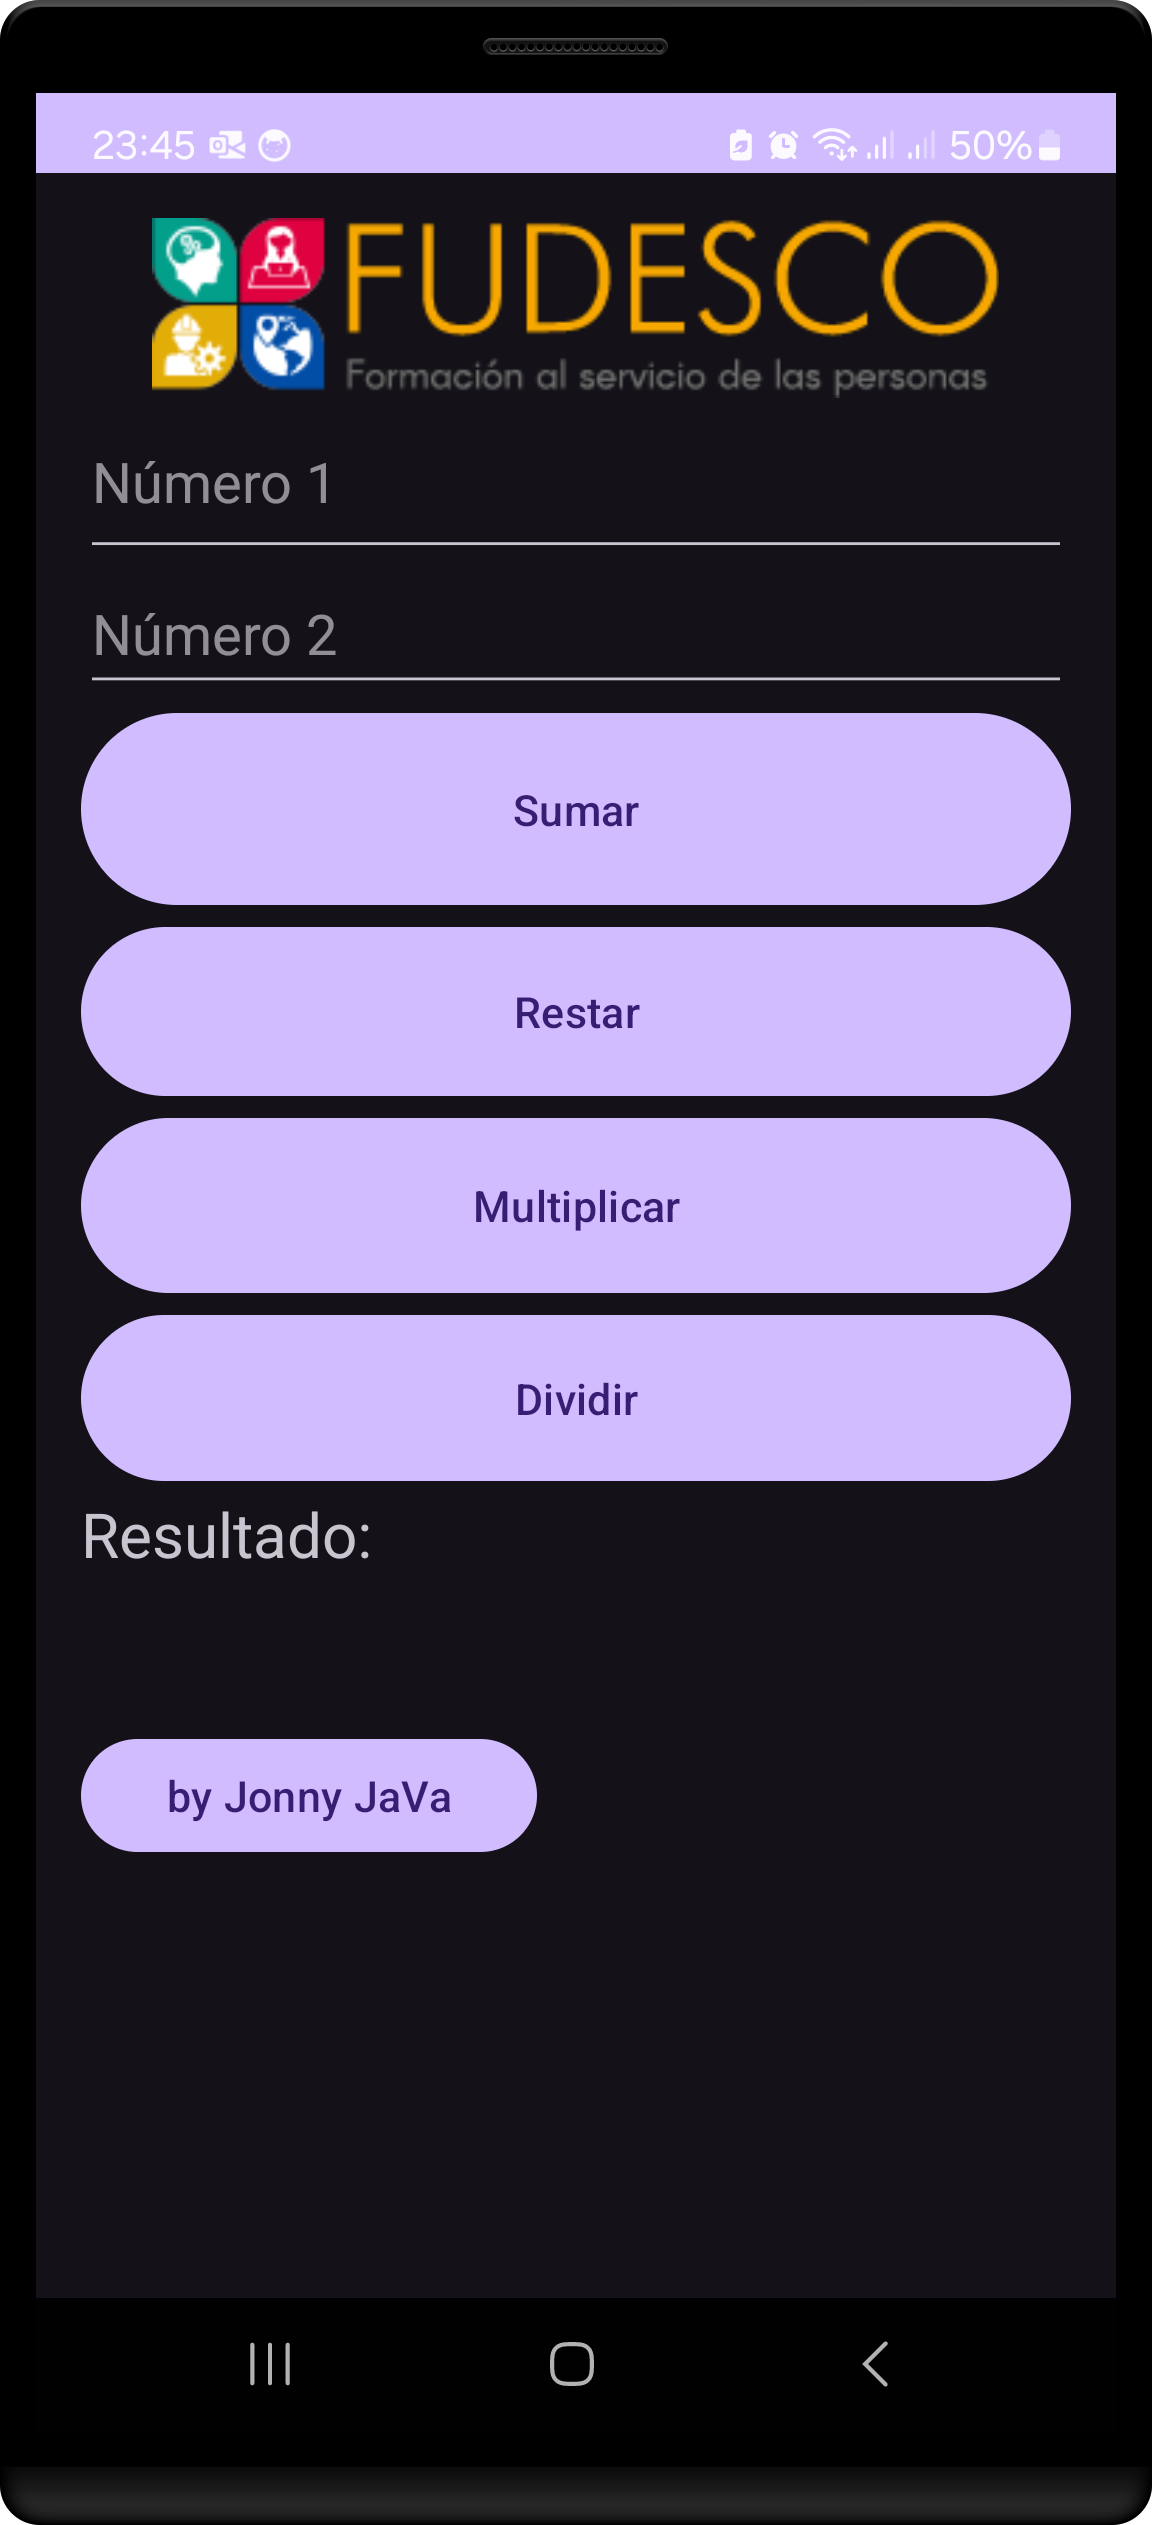 23:45 50%
FUDESCO
Formación al servicio de las personas
Número 1
Número 2
Sumar
Restar
Multiplicar
Dividir
Resultado:
by Jonny JaVa